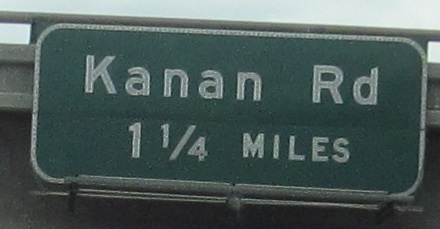 Kanan Rd
1 1/4 MILES